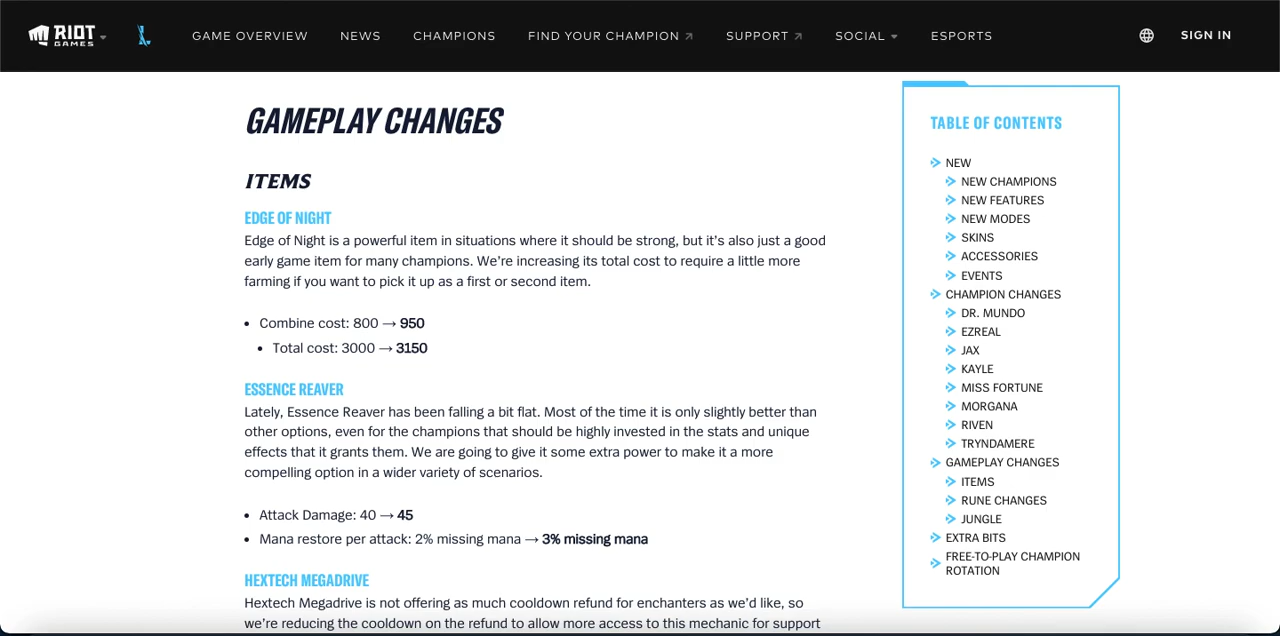 RIOT GAMES
GAME OVERVIEW NEWS CHAMPIONS FIND YOUR CHAMPION SUPPORT SOCIAL ESPORTS SIGN IN
GAMEPLAY CHANGES
ITEMS
EDGE OF NIGHT
Edge of Night is a powerful item in situations where it should be strong, but it’s also just a good
early game item for many champions. We’re increasing its total cost to require a little more
farming if you want to pick it up as a first or second item.
• Combine cost: 800 → 950
• Total cost: 3000 → 3150
ESSENCE REAVER
Lately, Essence Reaver has been falling a bit flat. Most of the time it is only slightly better than
other options, even for the champions that should be highly invested in the stats and unique
effects that it grants them. We are going to give it some extra power to make it a more
compelling option in a wider variety of scenarios.
• Attack Damage: 40 → 45
• Mana restore per attack: 2% missing mana → 3% missing mana
HEXTECH MEGADRIVE
Hextech Megadrive is not offering as much cooldown refund for enchanters as we’d like, so
we’re reducing the cooldown on the refund to allow more access to this mechanic for support
TABLE OF CONTENTS
NEW
NEW CHAMPIONS
NEW FEATURES
NEW MODES
SKINS
ACCESSORIES
EVENTS
CHAMPION CHANGES
DR. MUNDO
EZREAL
JAX
KAYLE
MISS FORTUNE
MORGANA
RIVEN
TRYNDAMERE
GAMEPLAY CHANGES
ITEMS
RUNE CHANGES
JUNGLE
EXTRA BITS
FREE-TO-PLAY CHAMPION
ROTATION